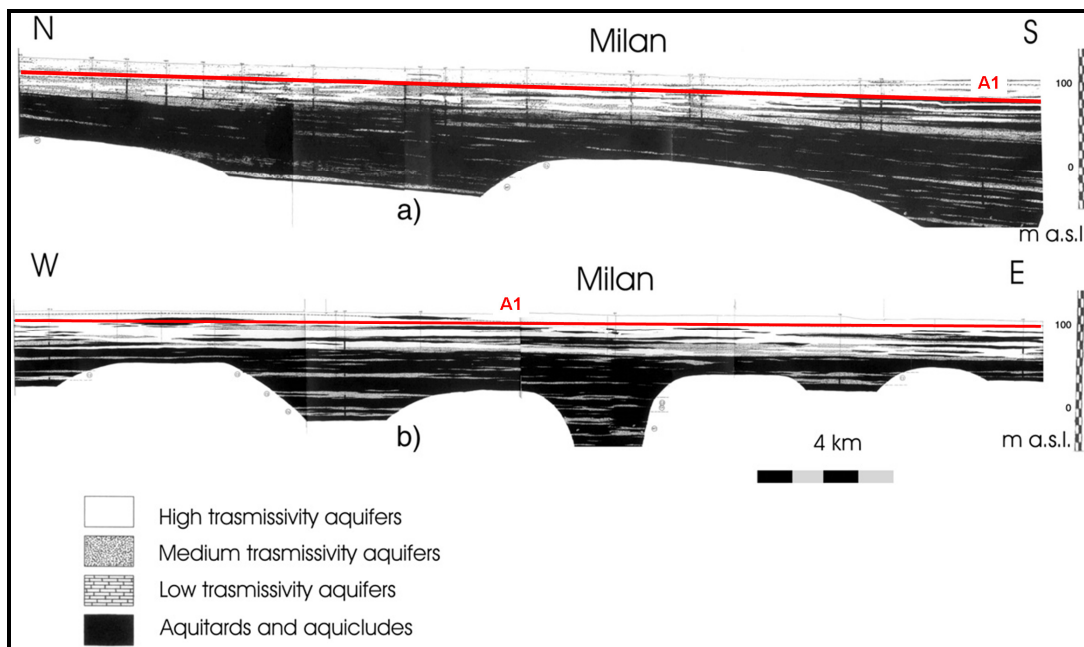 N
Milan
S
A1
100
0
a)
m a.s.l.
W
Milan
E
A1
100
0
b)
m a.s.l.
4 km
High trasmissivity aquifers
Medium trasmissivity aquifers
Low trasmissivity aquifers
Aquitards and aquicludes